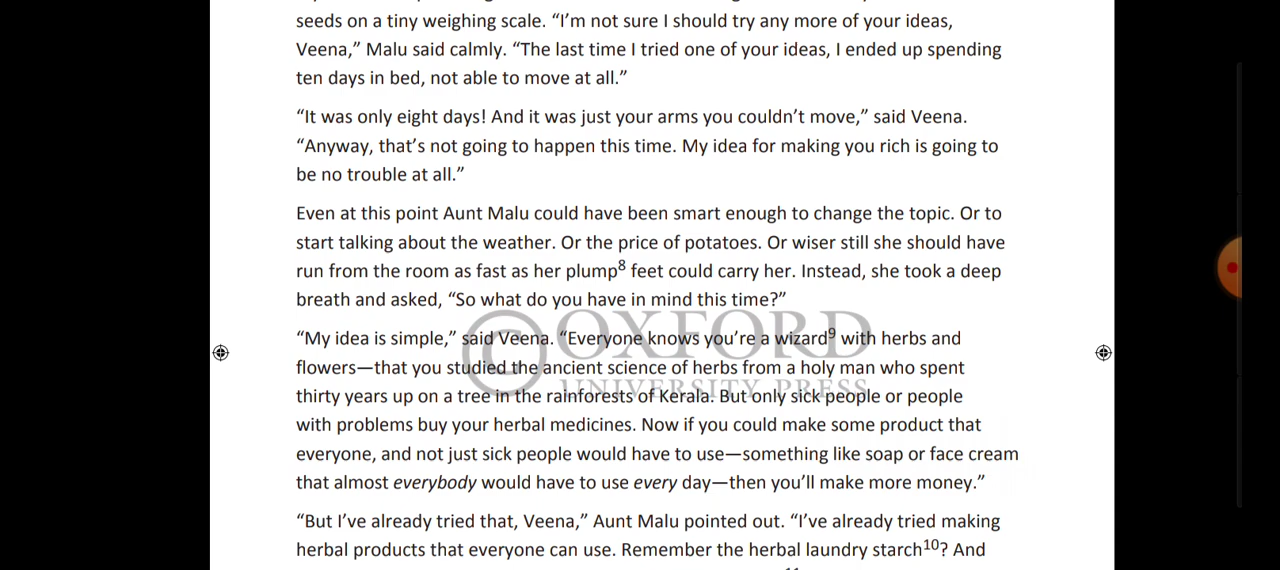 seeds on a tiny weighing scale. “I’m not sure I should try any more of your ideas,
Veena,” Malu said calmly. “The last time I tried one of your ideas, I ended up spending
ten days in bed, not able to move at all.”
“It was only eight days! And it was just your arms you couldn’t move,” said Veena.
“Anyway, that’s not going to happen this time. My idea for making you rich is going to
be no trouble at all.”
Even at this point Aunt Malu could have been smart enough to change the topic. Or to
start talking about the weather. Or the price of potatoes. Or wiser still she should have
run from the room as fast as her plump⁸ feet could carry her. Instead, she took a deep
breath and asked, “So what do you have in mind this time?”
“My idea is simple,” said Veena. “Everyone knows you’re a wizard⁹ with herbs and
flowers—that you studied the ancient science of herbs from a holy man who spent
thirty years up on a tree in the rainforests of Kerala. But only sick people or people
with problems buy your herbal medicines. Now if you could make some product that
everyone, and not just sick people would have to use—something like soap or face cream
that almost everybody would have to use every day—then you’ll make more money.”
“But I’ve already tried that, Veena,” Aunt Malu pointed out. “I’ve already tried making
herbal products that everyone can use. Remember the herbal laundry starch¹⁰? And
© OXFORD
UNIVERSITY PRESS